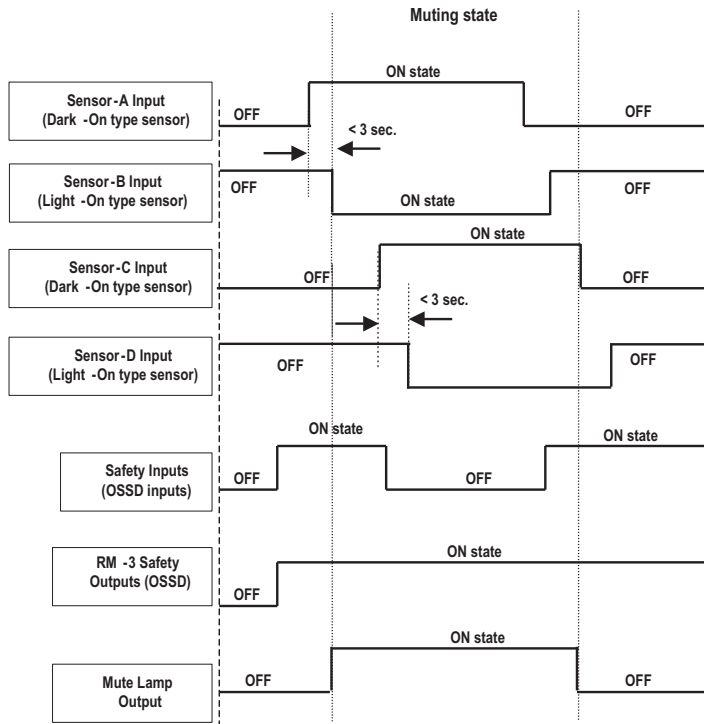 Muting state
ON state
Sensor-A Input
(Dark -On type sensor)
OFF
OFF
< 3 sec.
Sensor-B Input
(Light -On type sensor)
OFF
OFF
ON state
ON state
Sensor-C Input
(Dark -On type sensor)
OFF
OFF
< 3 sec.
Sensor-D Input
(Light -On type sensor)
OFF
OFF
ON state
ON state
Safety Inputs
(OSSD inputs)
OFF
OFF
RM -3 Safety
Outputs (OSSD)
ON state
OFF
ON state
Mute Lamp
Output
OFF
OFF